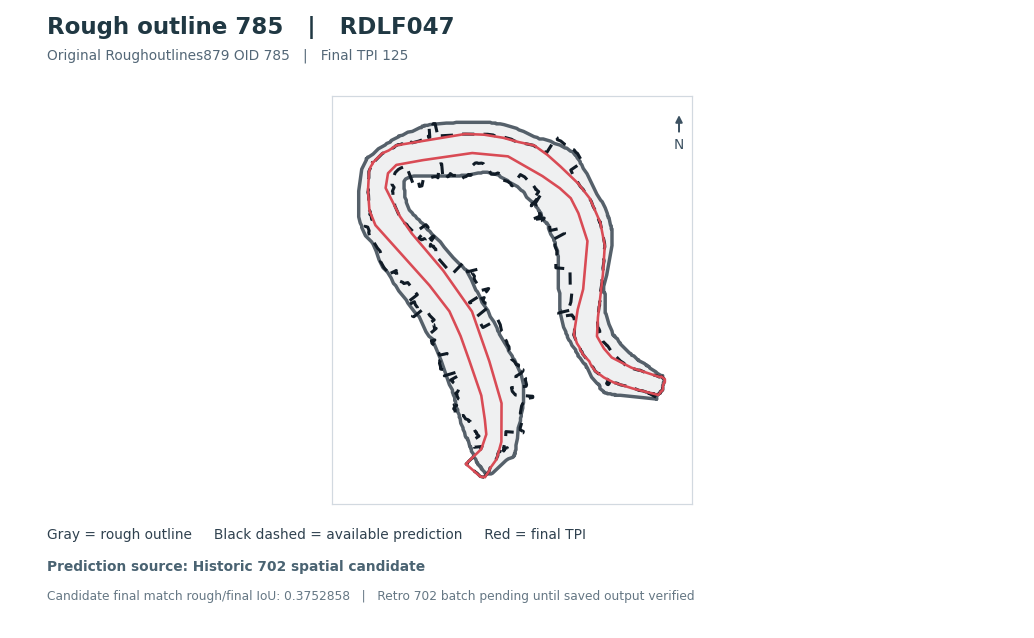 Rough outline 785 | RDLF047
Original Roughoutlines879 OID 785 | Final TPI 125
N
Gray = rough outline Black dashed = available prediction Red = final TPI
Prediction source: Historic 702 spatial candidate
Candidate final match rough/final IoU: 0.3752858 | Retro 702 batch pending until saved output verified